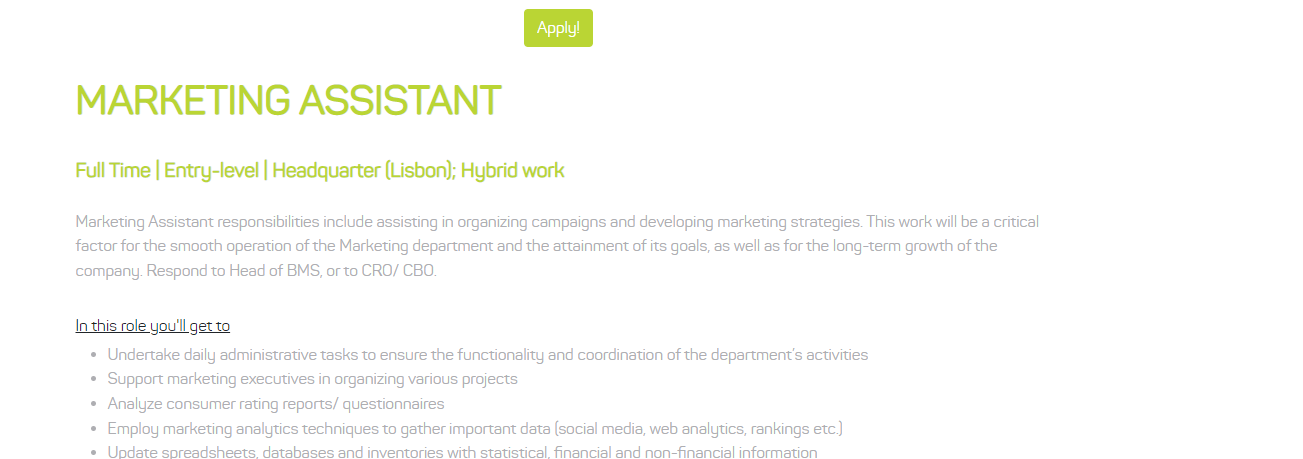 Apply!
MARKETING ASSISTANT
Full Time | Entry-level | Headquarter (Lisbon); Hybrid work
Marketing Assistant responsibilities include assisting in organizing campaigns and developing marketing strategies. This work will be a critical
factor for the smooth operation of the Marketing department and the attainment of its goals, as well as for the long-term growth of the
company. Respond to Head of BMS, or to CRO/ CBO.
In this role you'll get to
• Undertake daily administrative tasks to ensure the functionality and coordination of the department's activities
• Support marketing executives in organizing various projects
• Analyze consumer rating reports/ questionnaires
• Employ marketing analytics techniques to gather important data (social media, web analytics, rankings etc.)
• Update spreadsheets, databases and inventories with statistical, financial and non-financial information